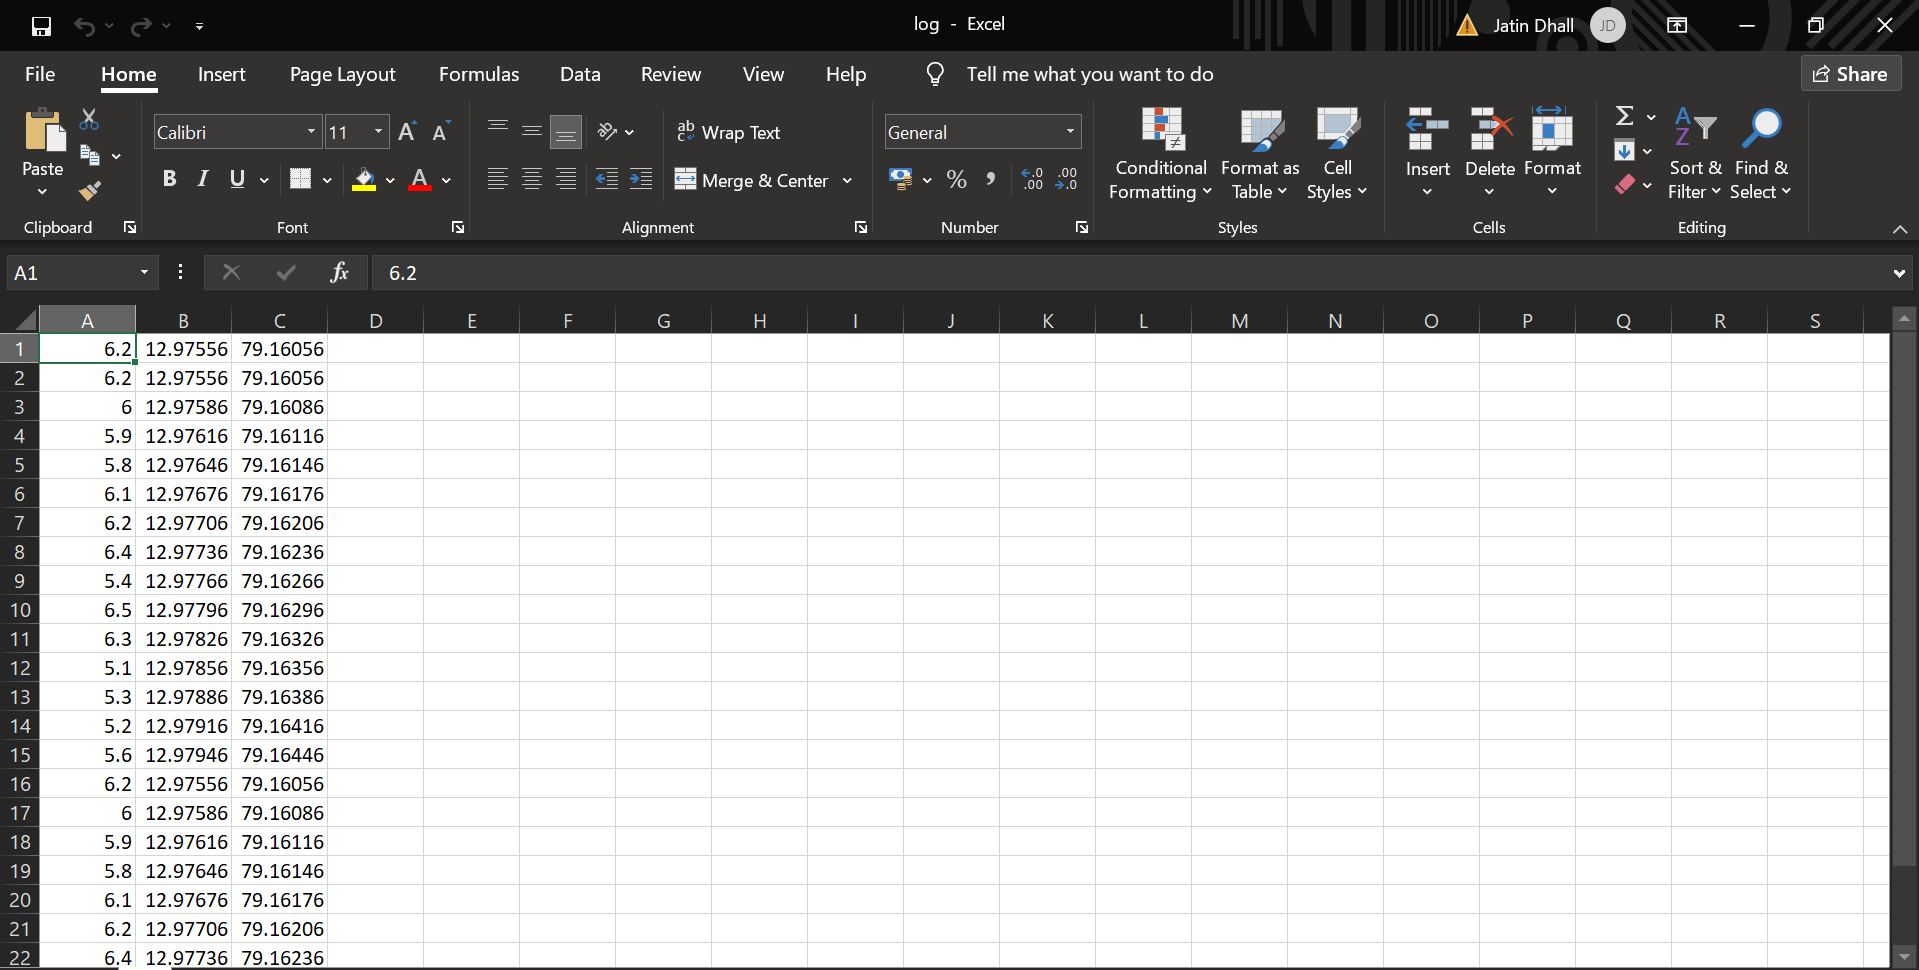 log - Excel
Jatin Dhall JD
File Home Insert Page Layout Formulas Data Review View Help Tell me what you want to do Share
Paste
Calibri 11 A A
B I U A
ab Wrap Text
Merge & Center
General
% , .0 .00 .00 .0
Conditional Formatting
Format as Table
Cell Styles
Insert Delete Format
Sort & Filter
Find & Select
Clipboard Font Alignment Number Styles Cells Editing
A1 fx 6.2
A B C D E F G H I J K L M N O P Q R S
1 6.2 12.97556 79.16056
2 6.2 12.97556 79.16056
3 6 12.97586 79.16086
4 5.9 12.97616 79.16116
5 5.8 12.97646 79.16146
6 6.1 12.97676 79.16176
7 6.2 12.97706 79.16206
8 6.4 12.97736 79.16236
9 5.4 12.97766 79.16266
10 6.5 12.97796 79.16296
11 6.3 12.97826 79.16326
12 5.1 12.97856 79.16356
13 5.3 12.97886 79.16386
14 5.2 12.97916 79.16416
15 5.6 12.97946 79.16446
16 6.2 12.97556 79.16056
17 6 12.97586 79.16086
18 5.9 12.97616 79.16116
19 5.8 12.97646 79.16146
20 6.1 12.97676 79.16176
21 6.2 12.97706 79.16206
22 6.4 12.97736 79.16236